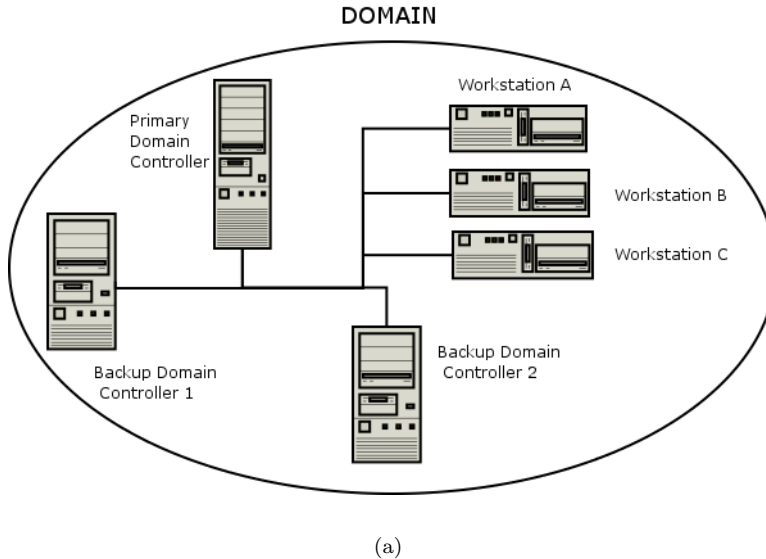 DOMAIN
Workstation A
Primary
Domain
Controller
Workstation B
Workstation C
Backup Domain
Controller 2
Backup Domain
Controller 1
(a)